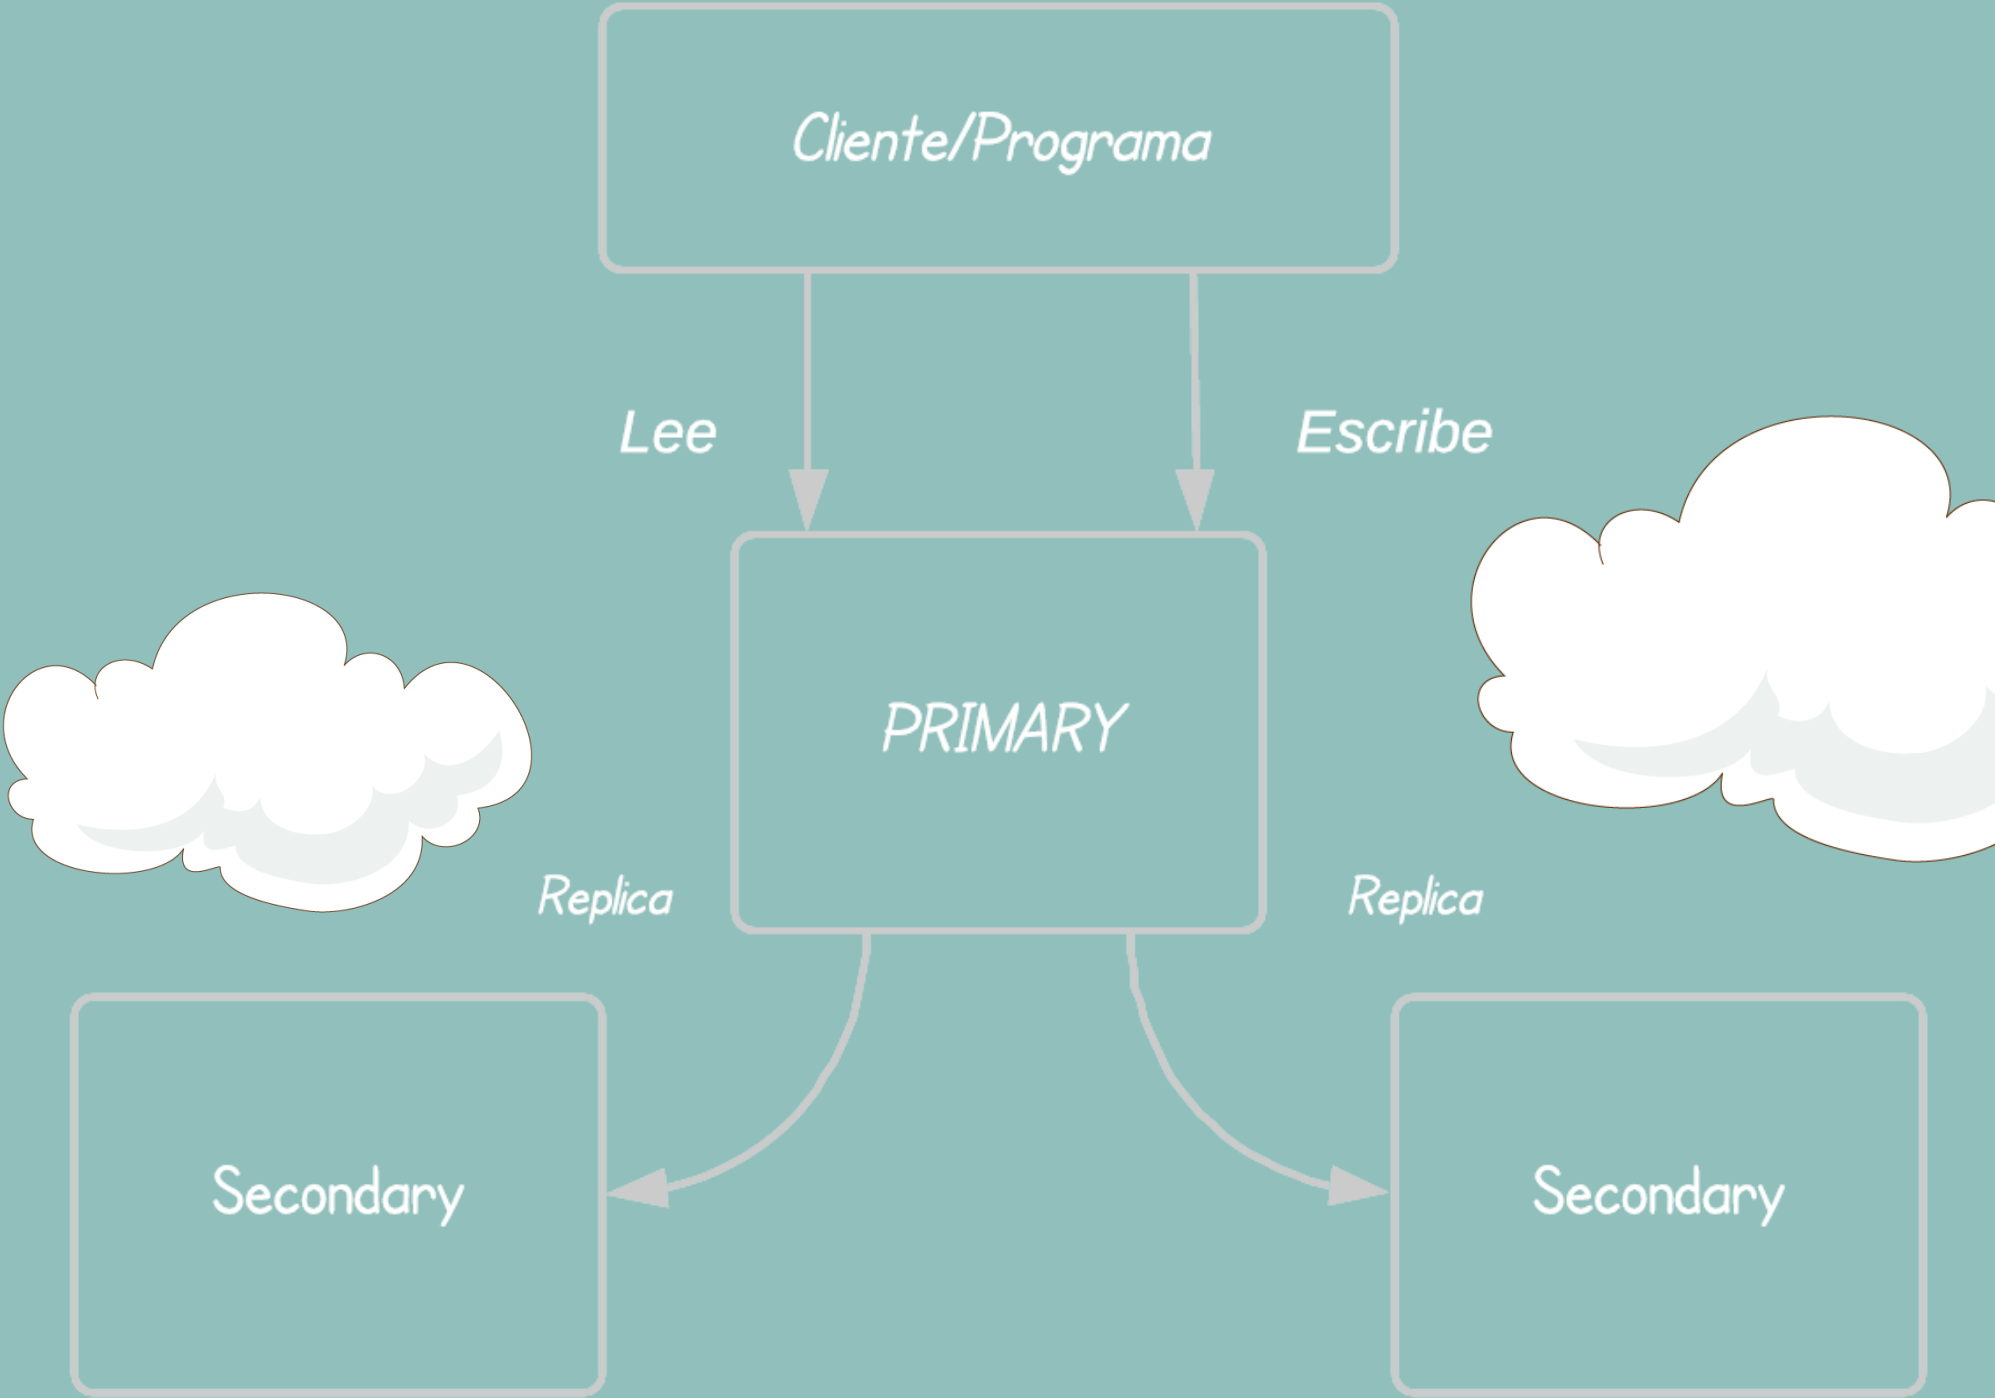 Cliente/Programa
Lee
Escribe
PRIMARY
Replica
Replica
Secondary
Secondary